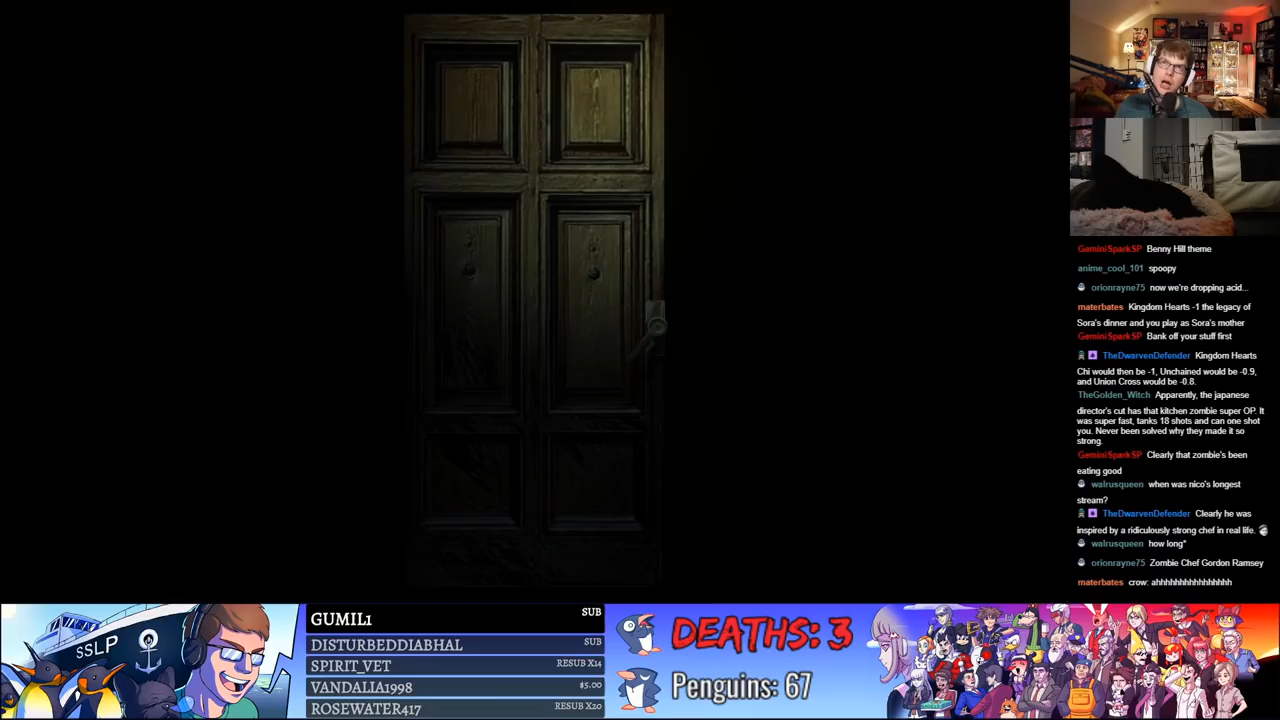 GeminiSparkSP Benny Hill theme
anime_cool_101 spoopy
orionrayne75 now we're dropping acid...
materbates Kingdom Hearts -1 the legacy of
Sora's dinner and you play as Sora's mother
GeminiSparkSP Bank off your stuff first
TheDwarvenDefender Kingdom Hearts
Chi would then be -1, Unchained would be -0.9,
and Union Cross would be -0.8.
TheGolden_Witch Apparently, the japanese
director's cut has that kitchen zombie super OP. It
was super fast, tanks 18 shots and can one shot
you. Never been solved why they made it so
strong.
GeminiSparkSP Clearly that zombie's been
eating good
walrusqueen when was nico's longest
stream?
TheDwarvenDefender Clearly he was
inspired by a ridiculously strong chef in real life.
walrusqueen how long*
orionrayne75 Zombie Chef Gordon Ramsey
materbates crow: ahhhhhhhhhhhhhhhh
SSLP
GUMIL1 SUB
DISTURBEDDIABHAL SUB
SPIRIT_VET RESUB X14
VANDALIA1998 $5.00
ROSEWATER417 RESUB X20
DEATHS: 3
Penguins: 67